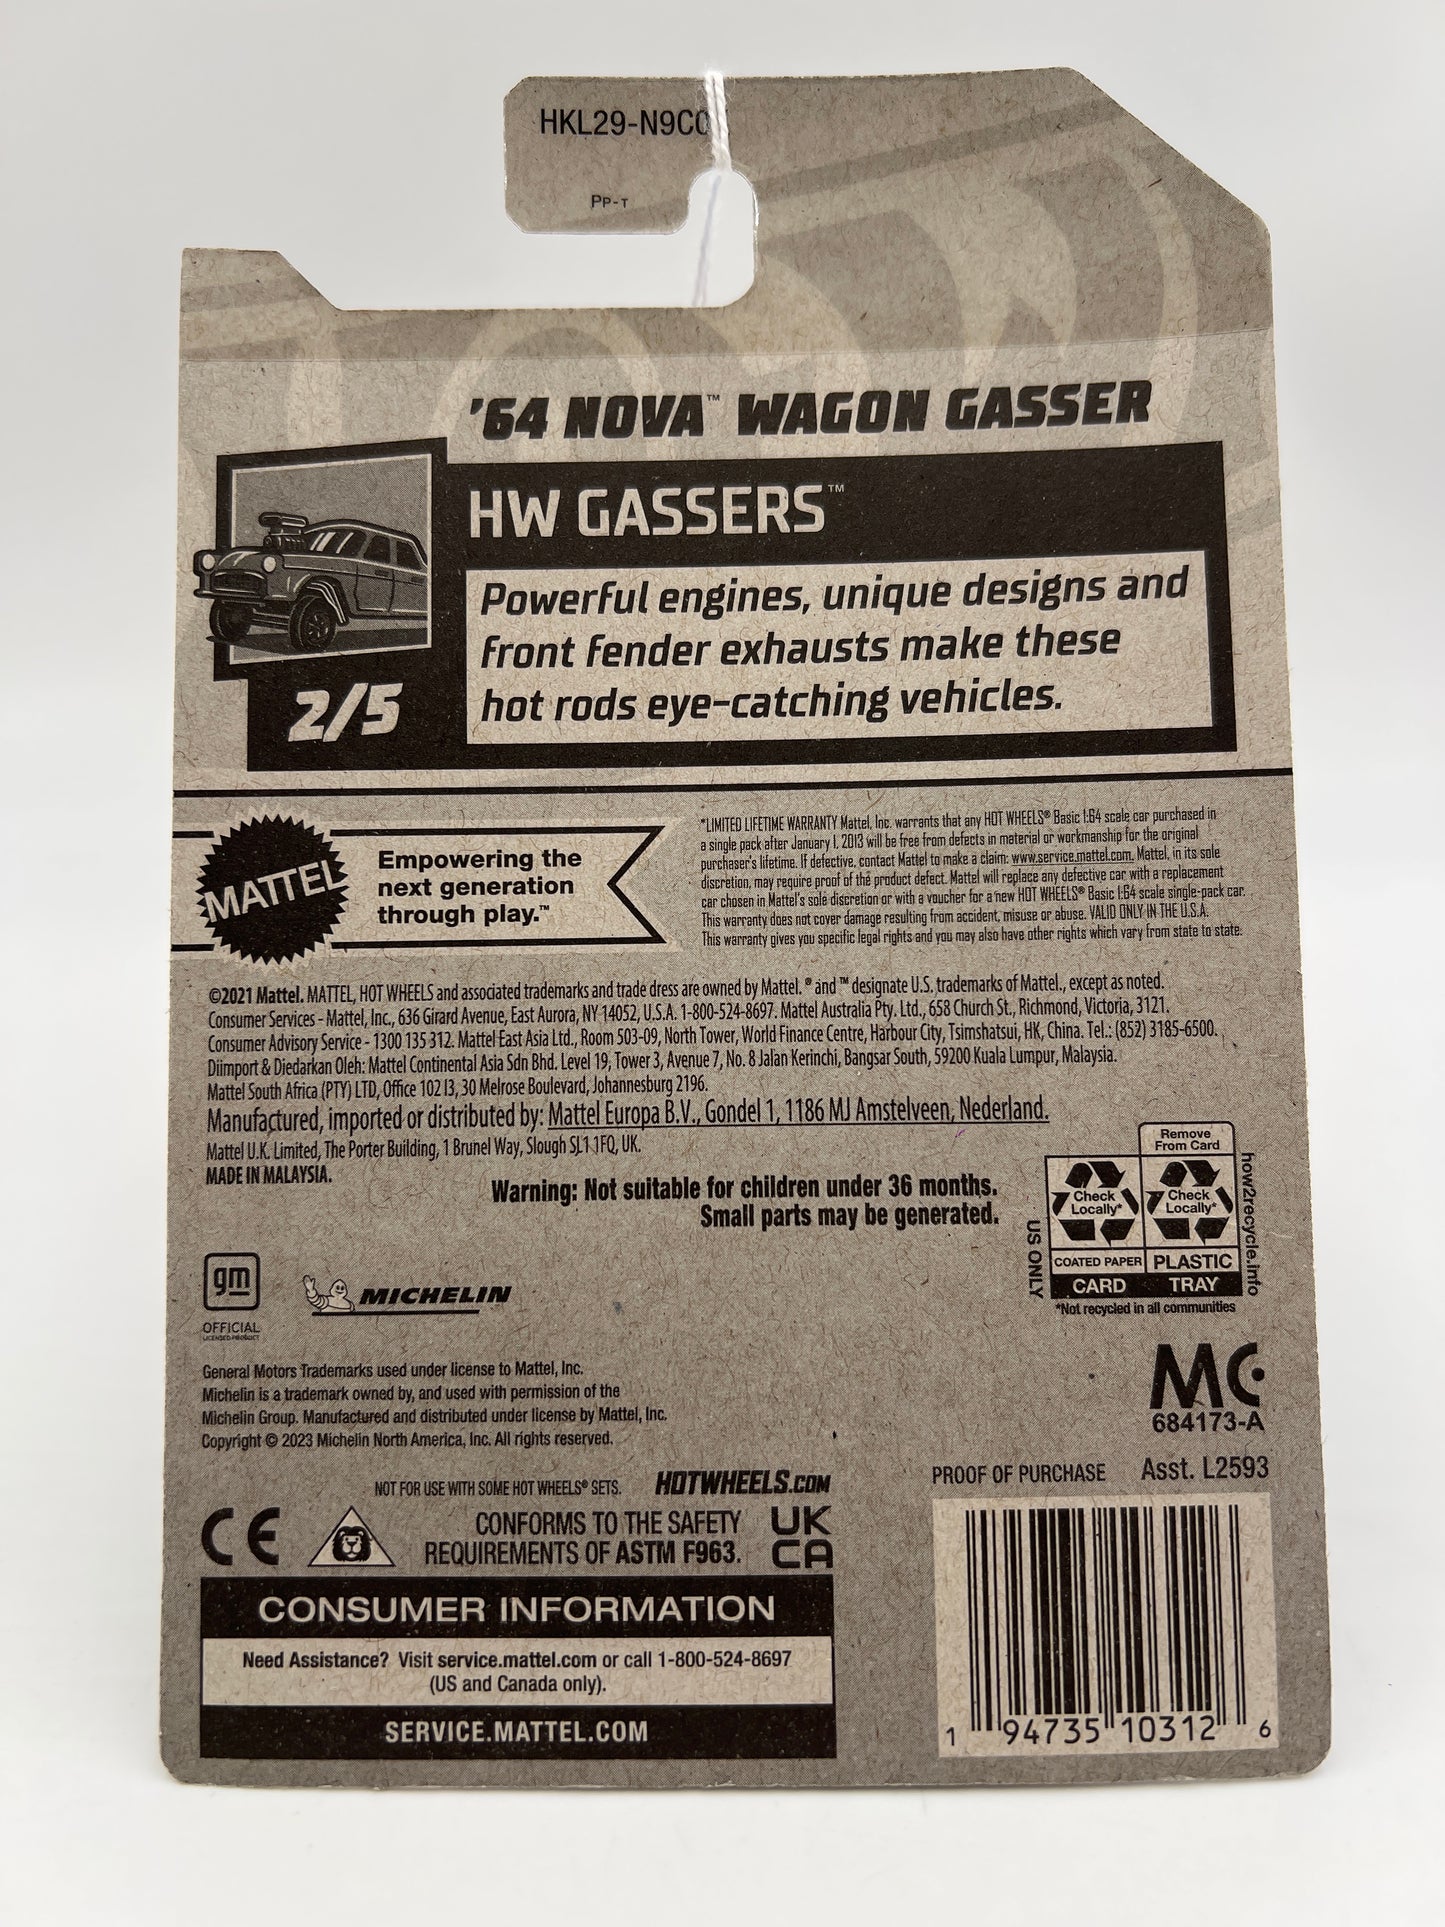 HKL29-N9C0
PP-T
'64 NOVA™ WAGON GASSER
HW GASSERS™
Powerful engines, unique designs and
front fender exhausts make these
hot rods eye-catching vehicles.
2/5
MATTEL
Empowering the
next generation
through play.™
*LIMITED LIFETIME WARRANTY Mattel, Inc. warrants that any HOT WHEELS® Basic 1:64 scale car purchased in
a single pack after January 1, 2013 will be free from defects in material or workmanship for the original
purchaser's lifetime. If defective, contact Mattel to make a claim: www.service.mattel.com. Mattel, in its sole
discretion, may require proof of the product defect. Mattel will replace any defective car with a replacement
car chosen in Mattel's sole discretion or with a voucher for a new HOT WHEELS® Basic 1:64 scale single-pack car.
This warranty does not cover damage resulting from accident, misuse or abuse. VALID ONLY IN THE U.S.A.
This warranty gives you specific legal rights and you may also have other rights which vary from state to state.
©2021 Mattel. MATTEL, HOT WHEELS and associated trademarks and trade dress are owned by Mattel. ® and ™ designate U.S. trademarks of Mattel., except as noted.
Consumer Services - Mattel, Inc., 636 Girard Avenue, East Aurora, NY 14052, U.S.A. 1-800-524-8697. Mattel Australia Pty. Ltd., 658 Church St., Richmond, Victoria, 3121.
Consumer Advisory Service - 1300 135 312. Mattel East Asia Ltd., Room 503-09, North Tower, World Finance Centre, Harbour City, Tsimshatsui, HK, China. Tel.: (852) 3185-6500.
Diimport & Diedarkan Oleh: Mattel Continental Asia Sdn Bhd. Level 19, Tower 3, Avenue 7, No. 8 Jalan Kerinchi, Bangsar South, 59200 Kuala Lumpur, Malaysia.
Mattel South Africa (PTY) LTD, Office 102 I3, 30 Melrose Boulevard, Johannesburg 2196.
Manufactured, imported or distributed by: Mattel Europa B.V., Gondel 1, 1186 MJ Amstelveen, Nederland.
Mattel U.K. Limited, The Porter Building, 1 Brunel Way, Slough SL1 1FQ, UK.
MADE IN MALAYSIA.
Warning: Not suitable for children under 36 months.
Small parts may be generated.
US ONLY
Remove
From Card
Check
Locally*
Check
Locally*
COATED PAPER
PLASTIC
CARD
TRAY
how2recycle.info
*Not recycled in all communities
gm
OFFICIAL
LICENSED PRODUCT
MICHELIN
General Motors Trademarks used under license to Mattel, Inc.
Michelin is a trademark owned by, and used with permission of the
Michelin Group. Manufactured and distributed under license by Mattel, Inc.
Copyright © 2023 Michelin North America, Inc. All rights reserved.
MC
684173-A
PROOF OF PURCHASE
Asst. L2593
NOT FOR USE WITH SOME HOT WHEELS® SETS.
HOTWHEELS.COM
CE
CONFORMS TO THE SAFETY
REQUIREMENTS OF ASTM F963.
UK
CA
CONSUMER INFORMATION
Need Assistance? Visit service.mattel.com or call 1-800-524-8697
(US and Canada only).
SERVICE.MATTEL.COM
1 94735 10312 6